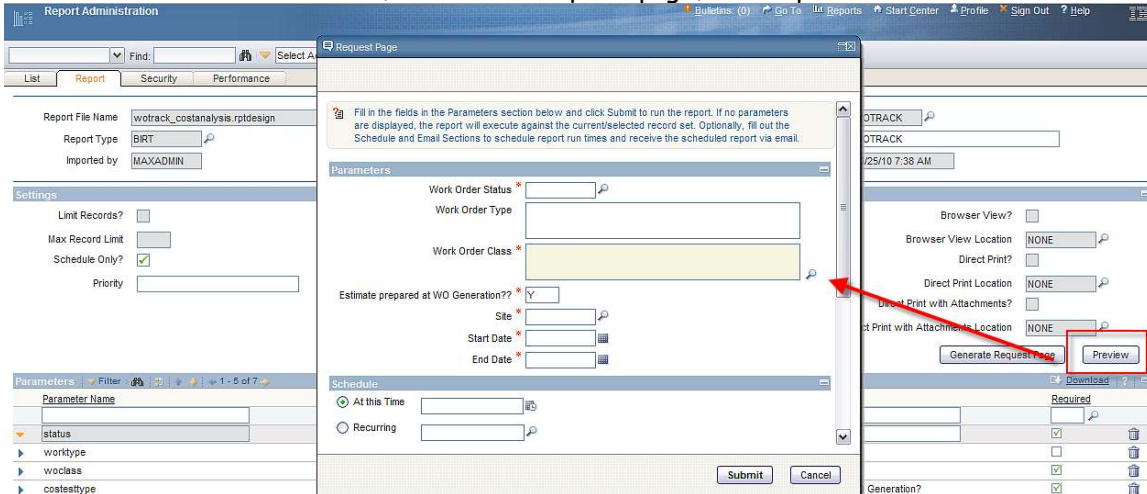 Report Administration
Bulletins: (0) Go To Reports Start Center Profile Sign Out ? Help
Find: Select A
Request Page
List Report Security Performance
Fill in the fields in the Parameters section below and click Submit to run the report. If no parameters
are displayed, the report will execute against the current/selected record set. Optionally, fill out the
Schedule and Email Sections to schedule report run times and receive the scheduled report via email.
Report File Name wotrack_costanalysis.rptdesign
OTRACK
Report Type BIRT
OTRACK
Imported by MAXADMIN
/25/10 7:38 AM
Parameters
Work Order Status *
Work Order Type
Work Order Class *
Estimate prepared at WO Generation?? * Y
Site *
Start Date *
End Date *
Settings
Limit Records?
Max Record Limit
Schedule Only?
Priority
Browser View?
Browser View Location NONE
Direct Print?
Direct Print Location NONE
Direct Print with Attachments?
ct Print with Attachments Location NONE
Generate Request Page Preview
Schedule
At this Time
Recurring
Submit Cancel
Parameters Filter 1 - 5 of 7
Download ?
Parameter Name
Required
status
worktype
woclass
costesttype
Generation?